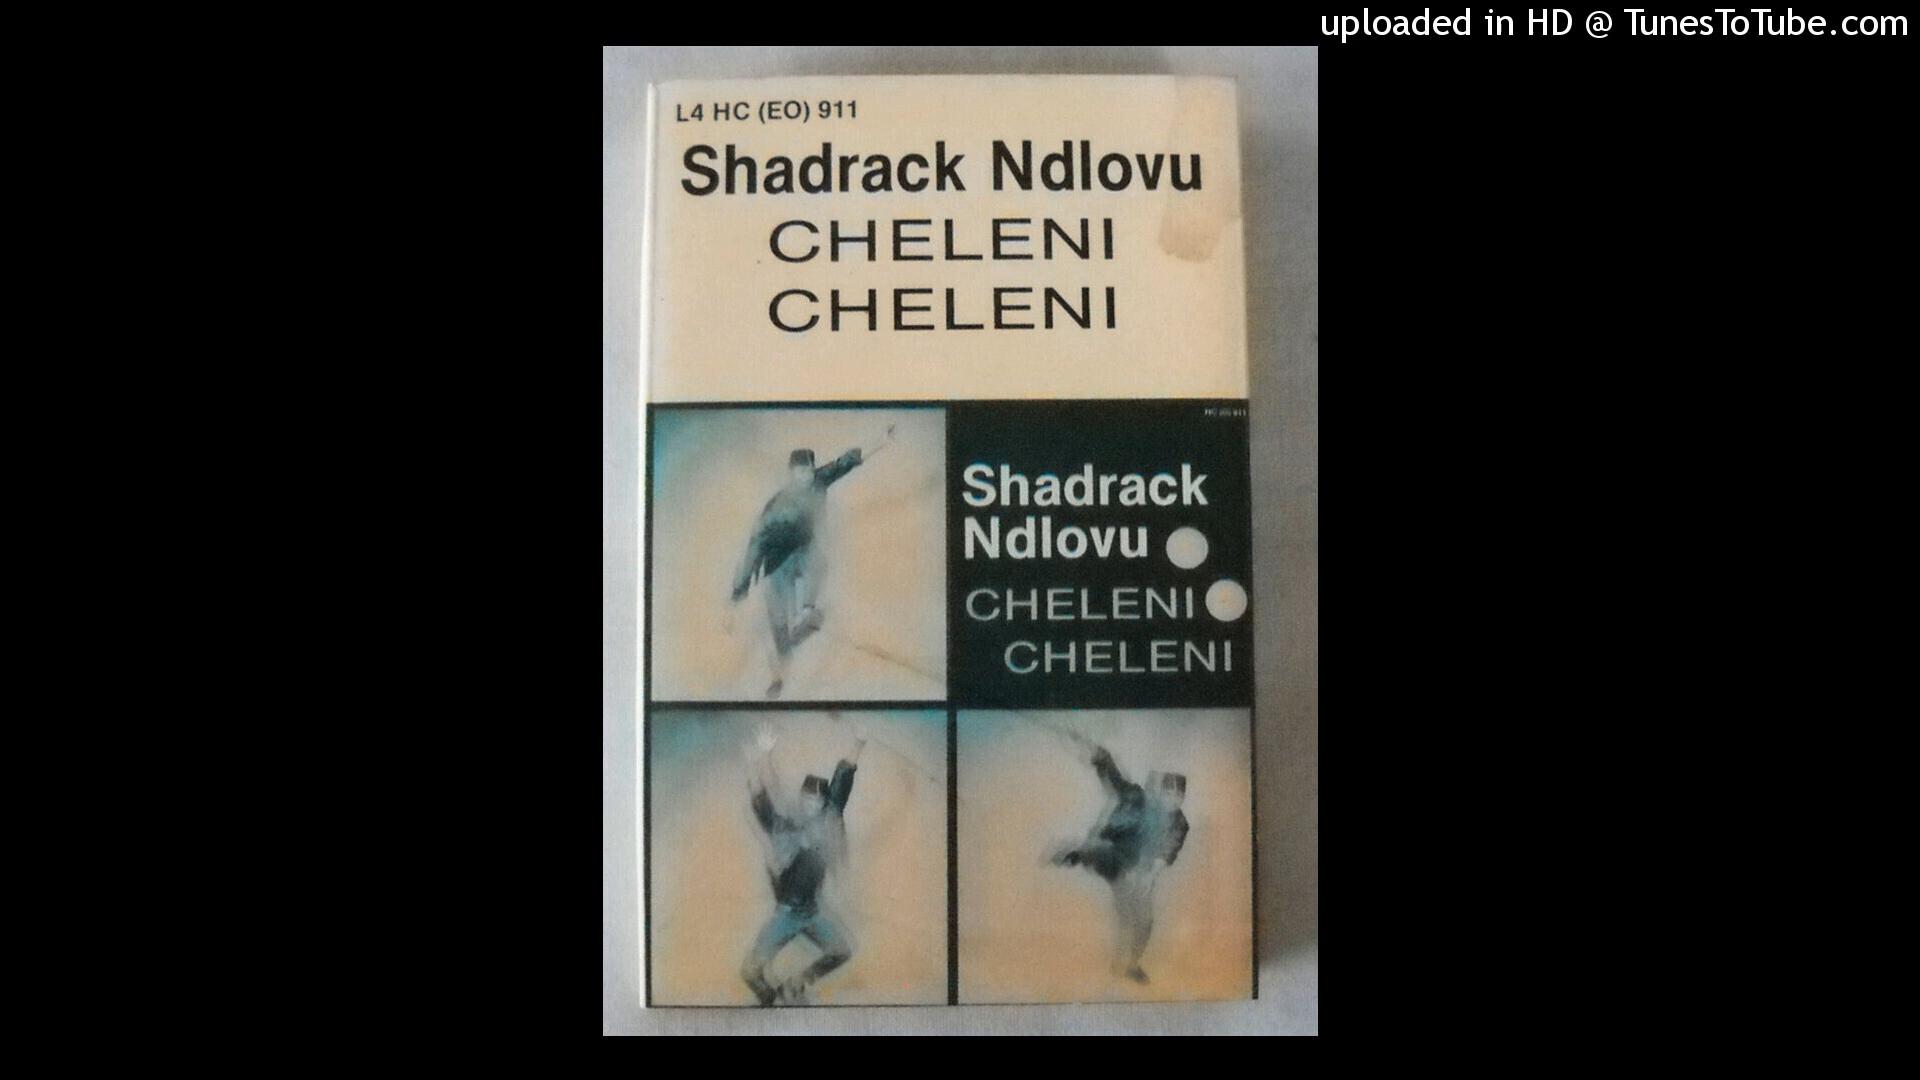 uploaded in HD @ TunesToTube.com
L4 HC (EO) 911
Shadrack Ndlovu
CHELENI
CHELENI
Shadrack
Ndlovu
CHELENI
CHELENI